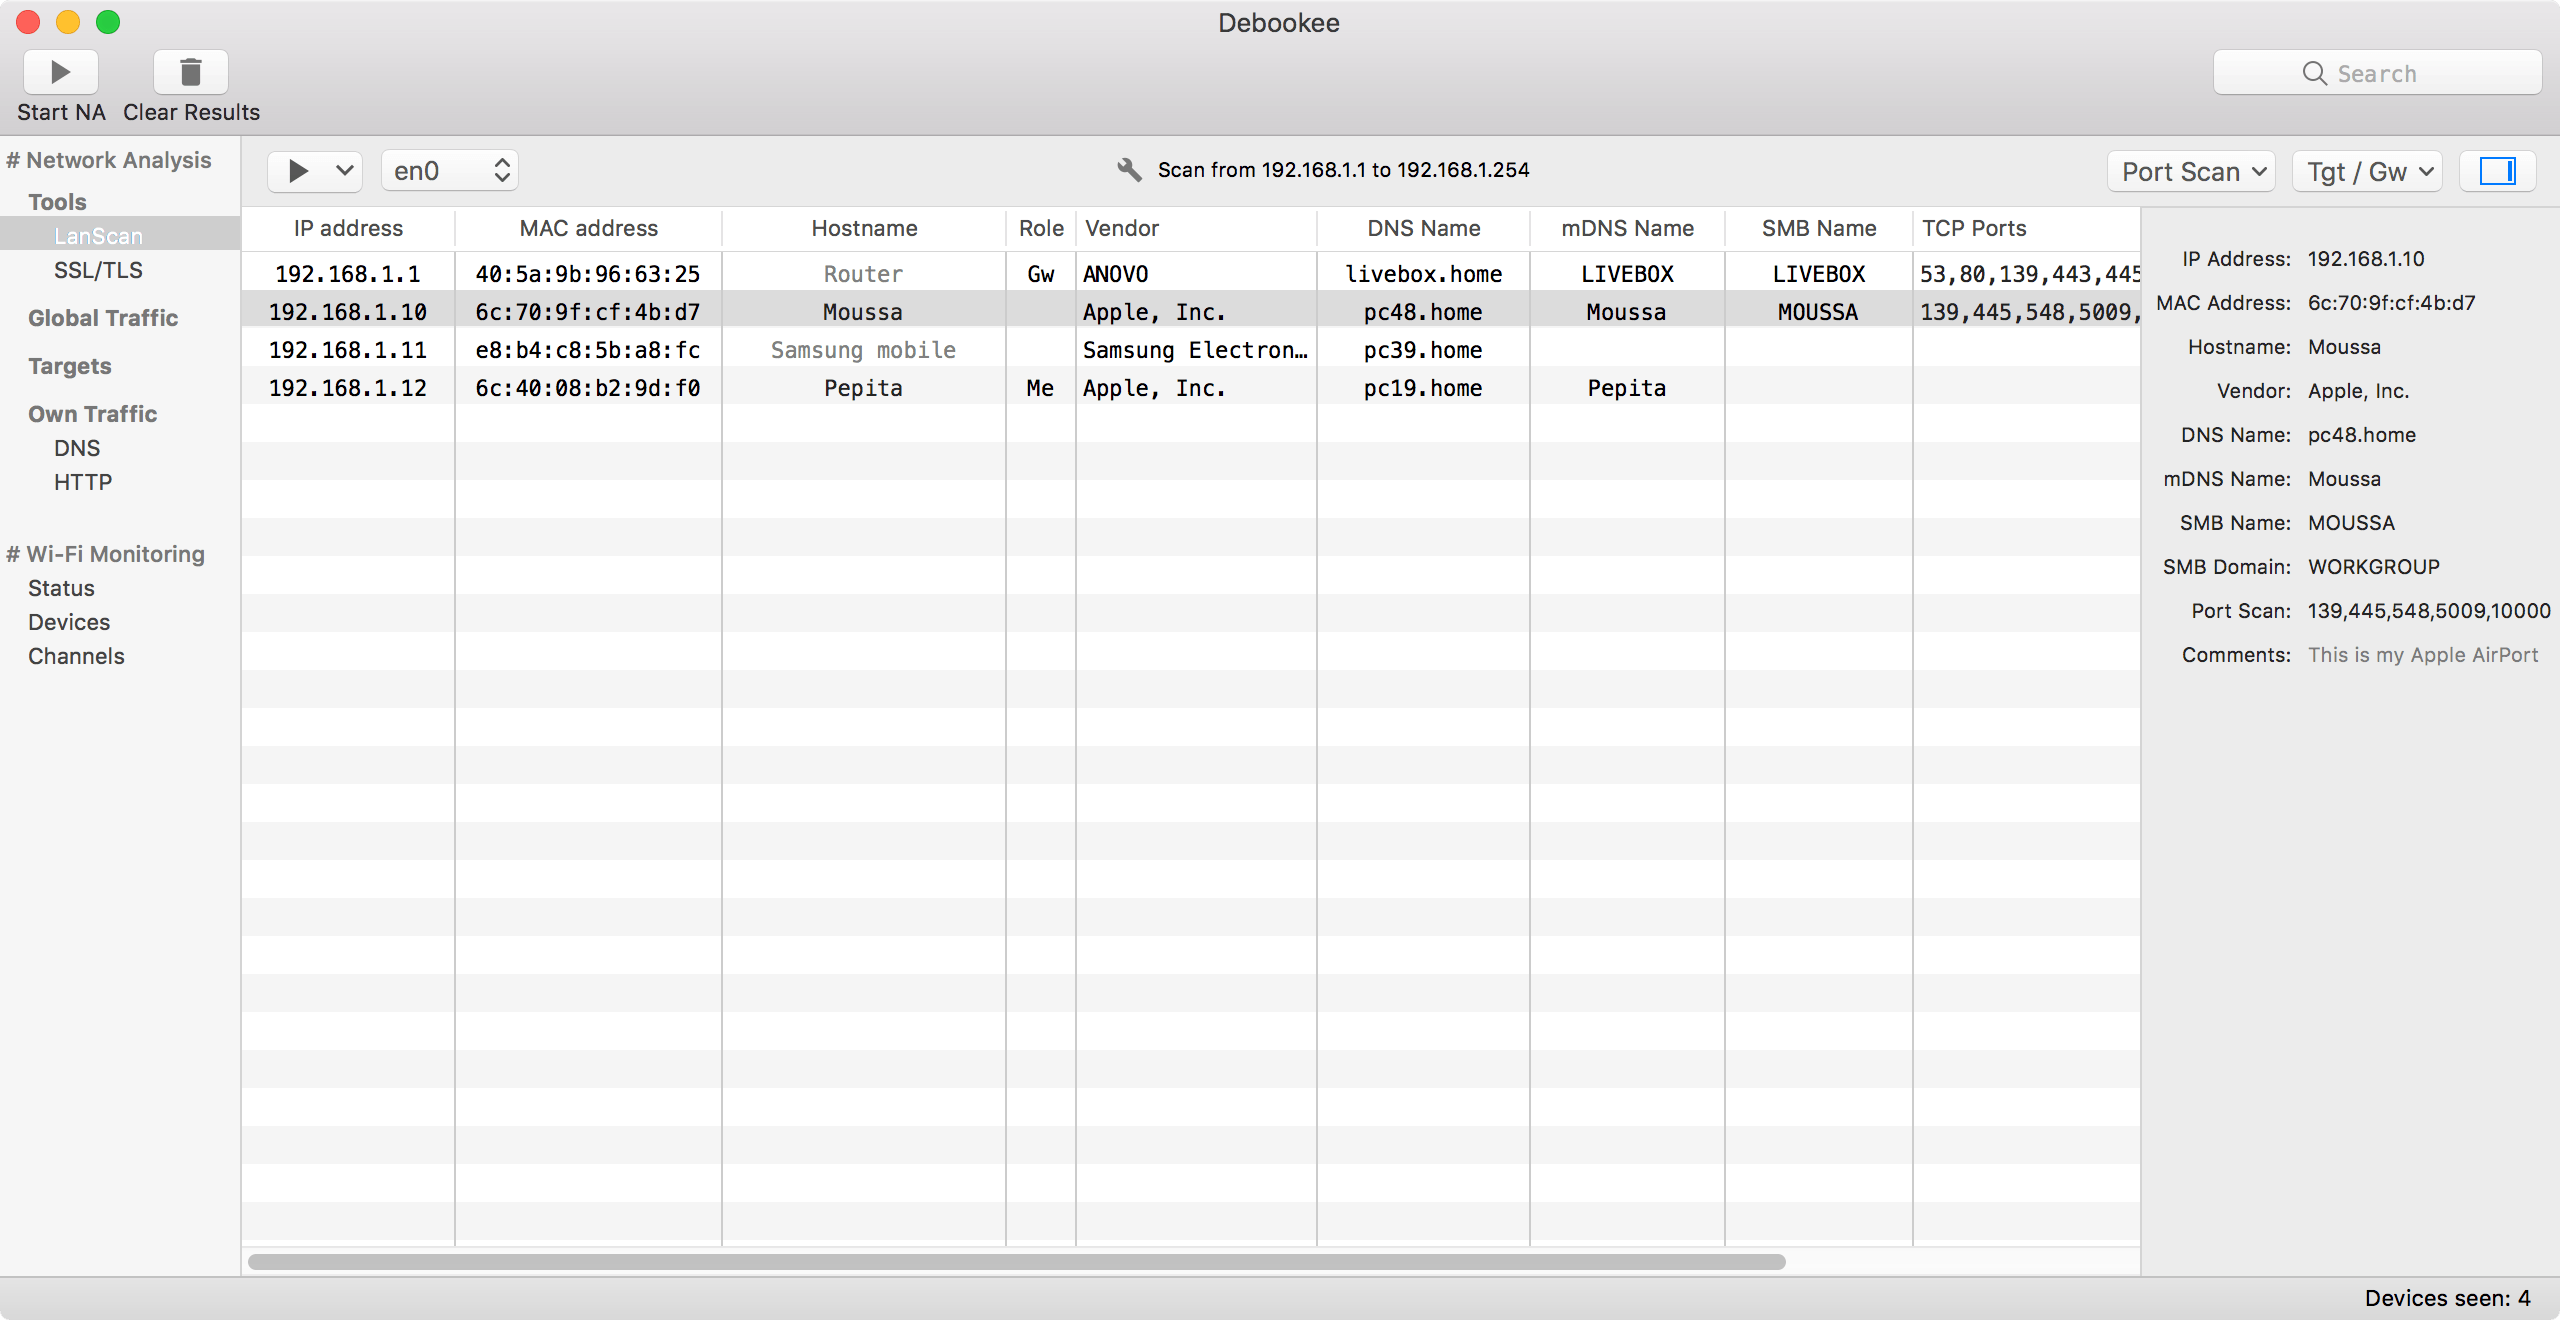 Debookee
Start NA Clear Results
Search
# Network Analysis
Tools
LanScan
SSL/TLS
Global Traffic
Targets
Own Traffic
DNS
HTTP
# Wi-Fi Monitoring
Status
Devices
Channels
en0 Scan from 192.168.1.1 to 192.168.1.254 Port Scan Tgt / Gw
IP address MAC address Hostname Role Vendor DNS Name mDNS Name SMB Name TCP Ports
192.168.1.1 40:5a:9b:96:63:25 Router Gw ANOVO livebox.home LIVEBOX LIVEBOX 53,80,139,443,445
192.168.1.10 6c:70:9f:cf:4b:d7 Moussa Apple, Inc. pc48.home Moussa MOUSSA 139,445,548,5009,
192.168.1.11 e8:b4:c8:5b:a8:fc Samsung mobile Samsung Electron… pc39.home
192.168.1.12 6c:40:08:b2:9d:f0 Pepita Me Apple, Inc. pc19.home Pepita
IP Address: 192.168.1.10
MAC Address: 6c:70:9f:cf:4b:d7
Hostname: Moussa
Vendor: Apple, Inc.
DNS Name: pc48.home
mDNS Name: Moussa
SMB Name: MOUSSA
SMB Domain: WORKGROUP
Port Scan: 139,445,548,5009,10000
Comments: This is my Apple AirPort
Devices seen: 4